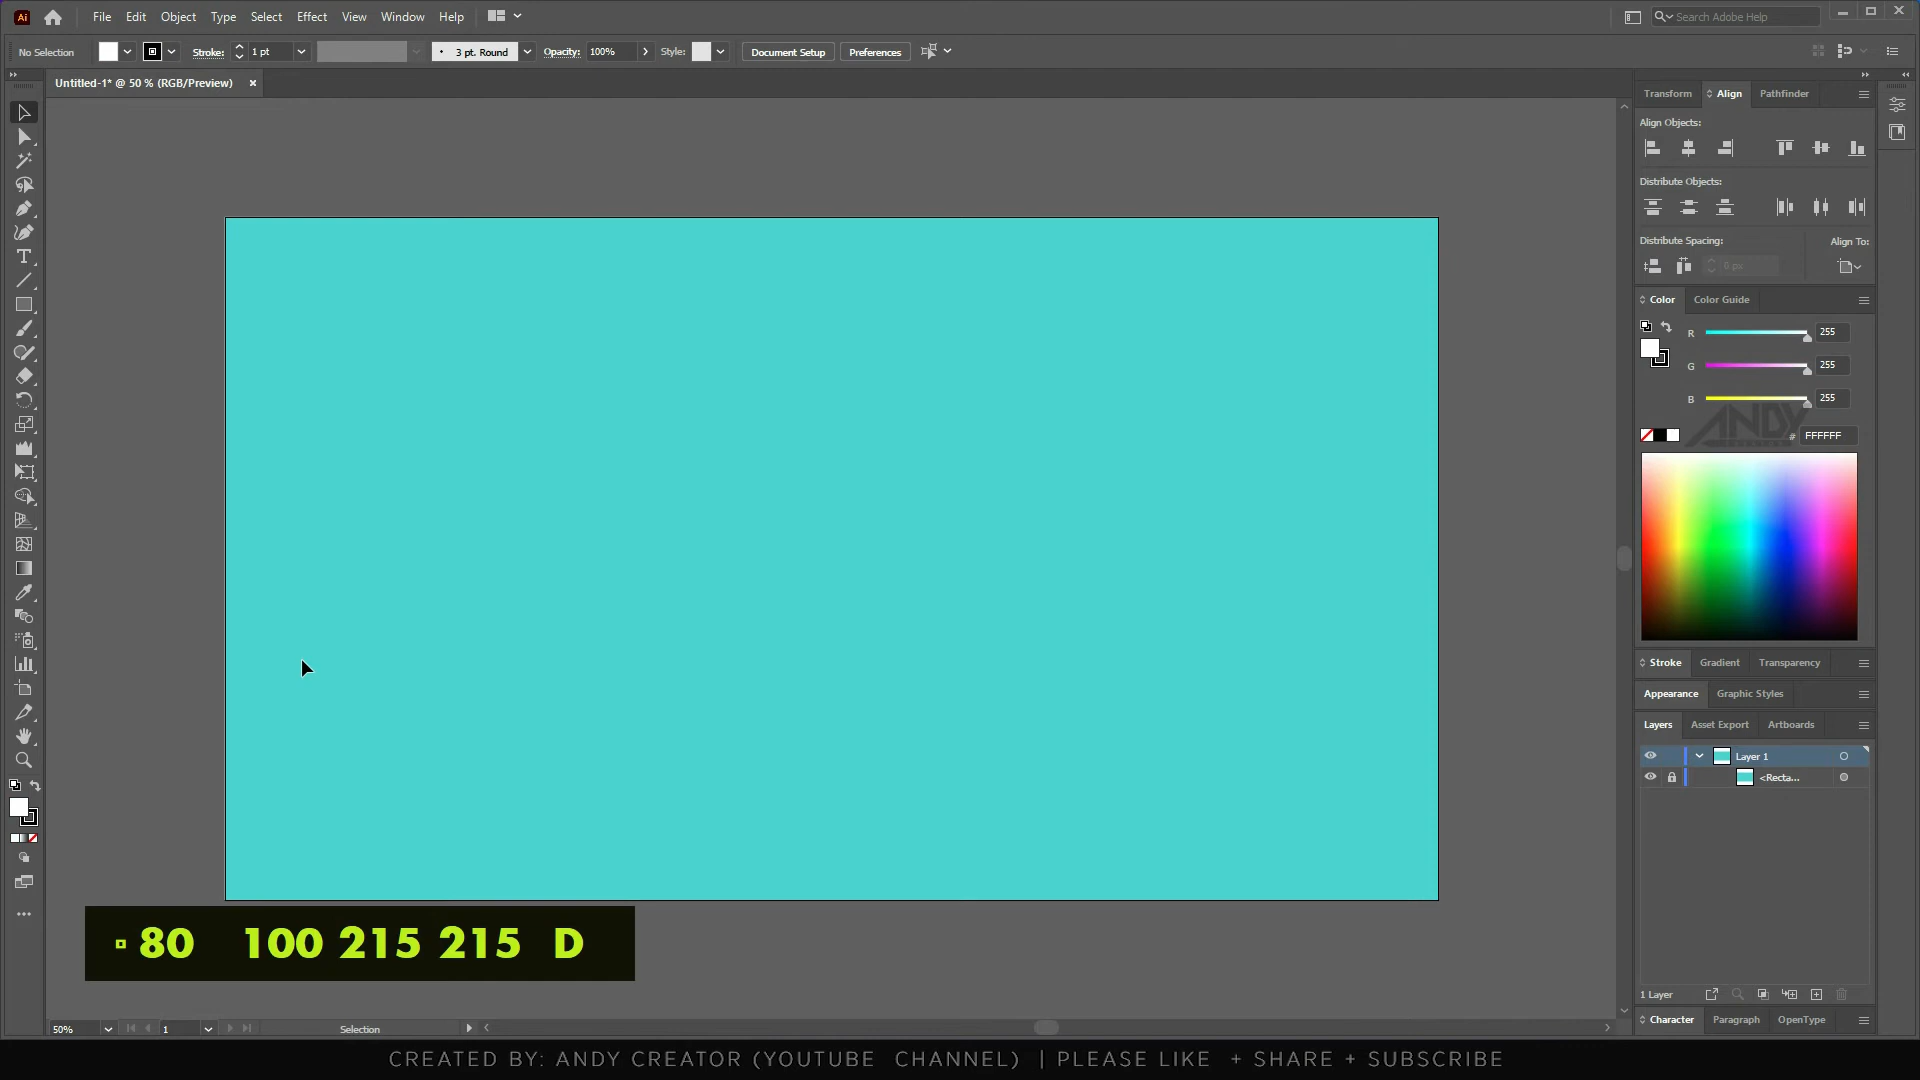 Ai File Edit Object Select Effect View Window Help Search Adobe Help
No Selection Stroke: 1 pt 3 pt. Round Opacity: 100% Style: Document Setup Preferences
Untitled-1* @ 50 % (RGB/Preview)
Transform Align Pathfinder
Align Objects:
Distribute Objects:
Distribute Spacing: Align To:
0 px
Color Color Guide
R 255
G 255
B 255
ANDY
# FFFFFF
Stroke Gradient Transparency
Appearance Graphic Styles
Layers Asset Export Artboards
Layer 1
<Recta...
80 100 215 215 D
1 Layer
50% 1 Selection
Character Paragraph OpenType
CREATED BY: ANDY CREATOR (YOUTUBE CHANNEL) | PLEASE LIKE + SHARE + SUBSCRIBE